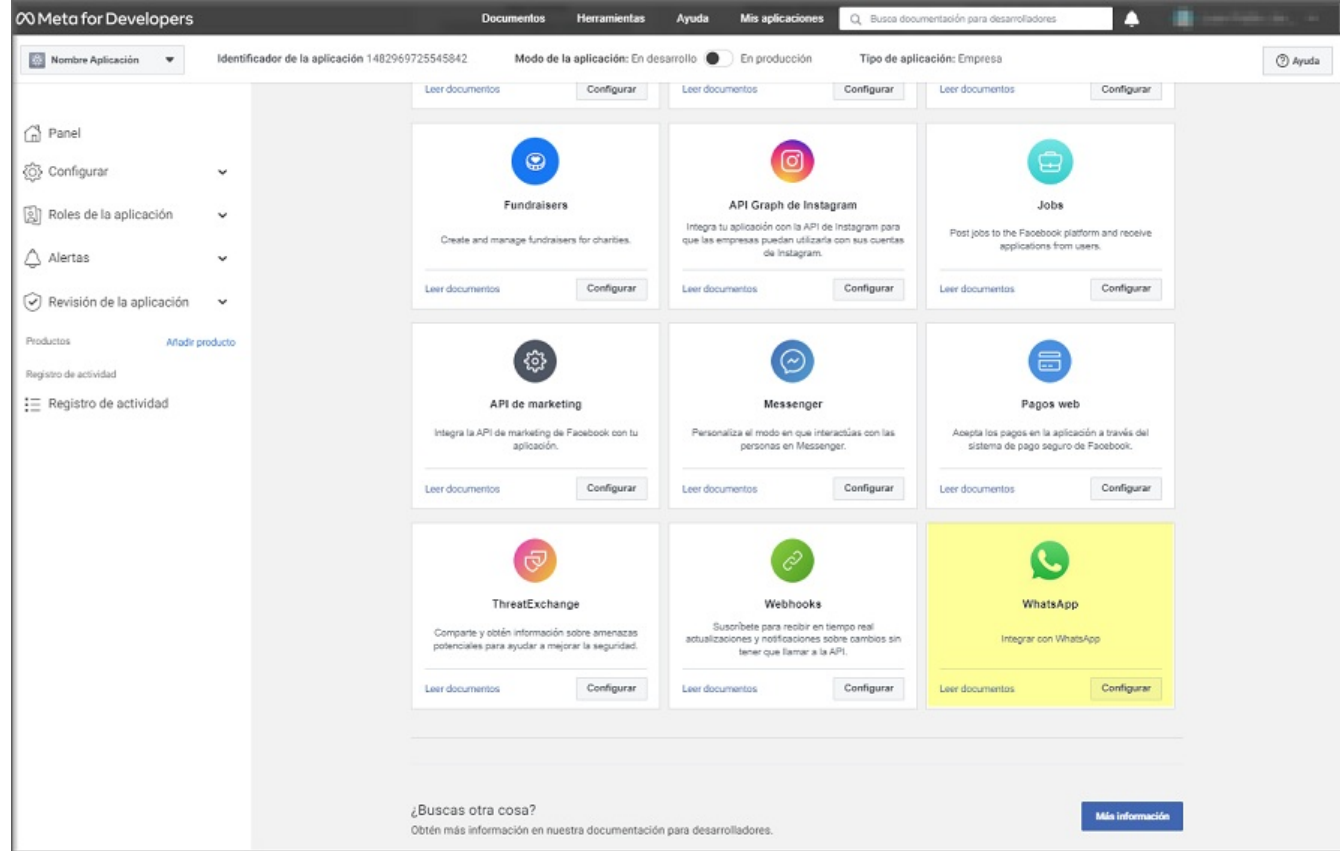 Meta for Developers
Documentos Herramientas Ayuda Mis aplicaciones Busca documentación para desarrolladores
Nombre Aplicación Identificador de la aplicación 1482969725545842 Modo de la aplicación: En desarrollo En producción Tipo de aplicación: Empresa Ayuda
Panel
Configurar
Roles de la aplicación
Alertas
Revisión de la aplicación
Productos Añadir producto
Registro de actividad
Registro de actividad
Leer documentos Configurar Leer documentos Configurar Leer documentos Configurar
Fundraisers
Create and manage fundraisers for charities.
Leer documentos Configurar
API Graph de Instagram
Integra tu aplicación con la API de Instagram para
que las empresas puedan utilizarla con sus cuentas
de Instagram.
Leer documentos Configurar
Jobs
Post jobs to the Facebook platform and receive
applications from users.
Leer documentos Configurar
API de marketing
Integra la API de marketing de Facebook con tu
aplicación.
Leer documentos Configurar
Messenger
Personaliza el modo en que interactúas con las
personas en Messenger.
Leer documentos Configurar
Pagos web
Acepta los pagos en la aplicación a través del
sistema de pago seguro de Facebook.
Leer documentos Configurar
ThreatExchange
Comparte y obtén información sobre amenazas
potenciales para ayudar a mejorar la seguridad.
Leer documentos Configurar
Webhooks
Suscríbete para recibir en tiempo real
actualizaciones y notificaciones sobre cambios sin
tener que llamar a la API.
Leer documentos Configurar
WhatsApp
Integrar con WhatsApp
Leer documentos Configurar
¿Buscas otra cosa?
Obtén más información en nuestra documentación para desarrolladores.
Más información